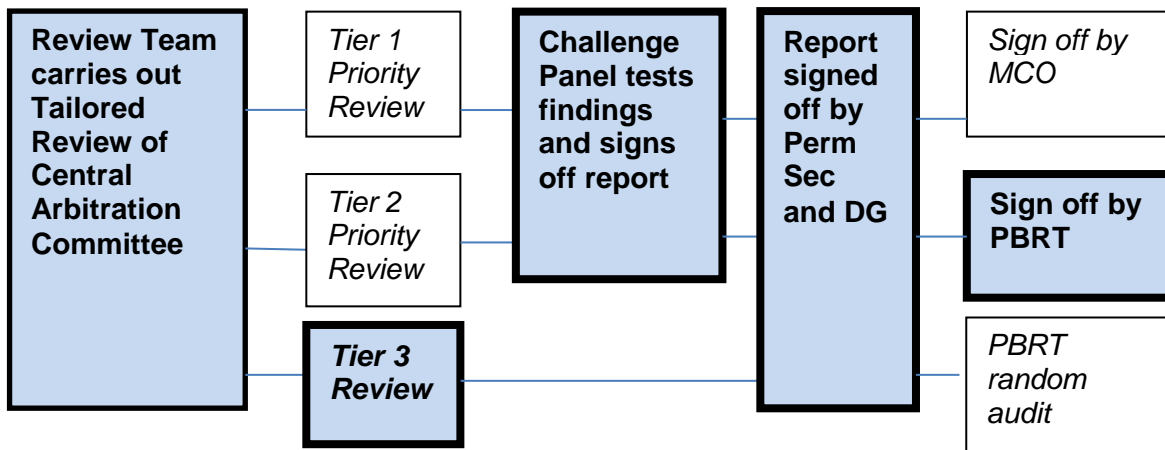 Review Team
carries out
Tailored
Review of
Central
Arbitration
Committee
Tier 1
Priority
Review
Tier 2
Priority
Review
Tier 3
Review
Challenge
Panel tests
findings
and signs
off report
Report
signed
off by
Perm
Sec
and DG
Sign off by
MCO
Sign off by
PBRT
PBRT
random
audit